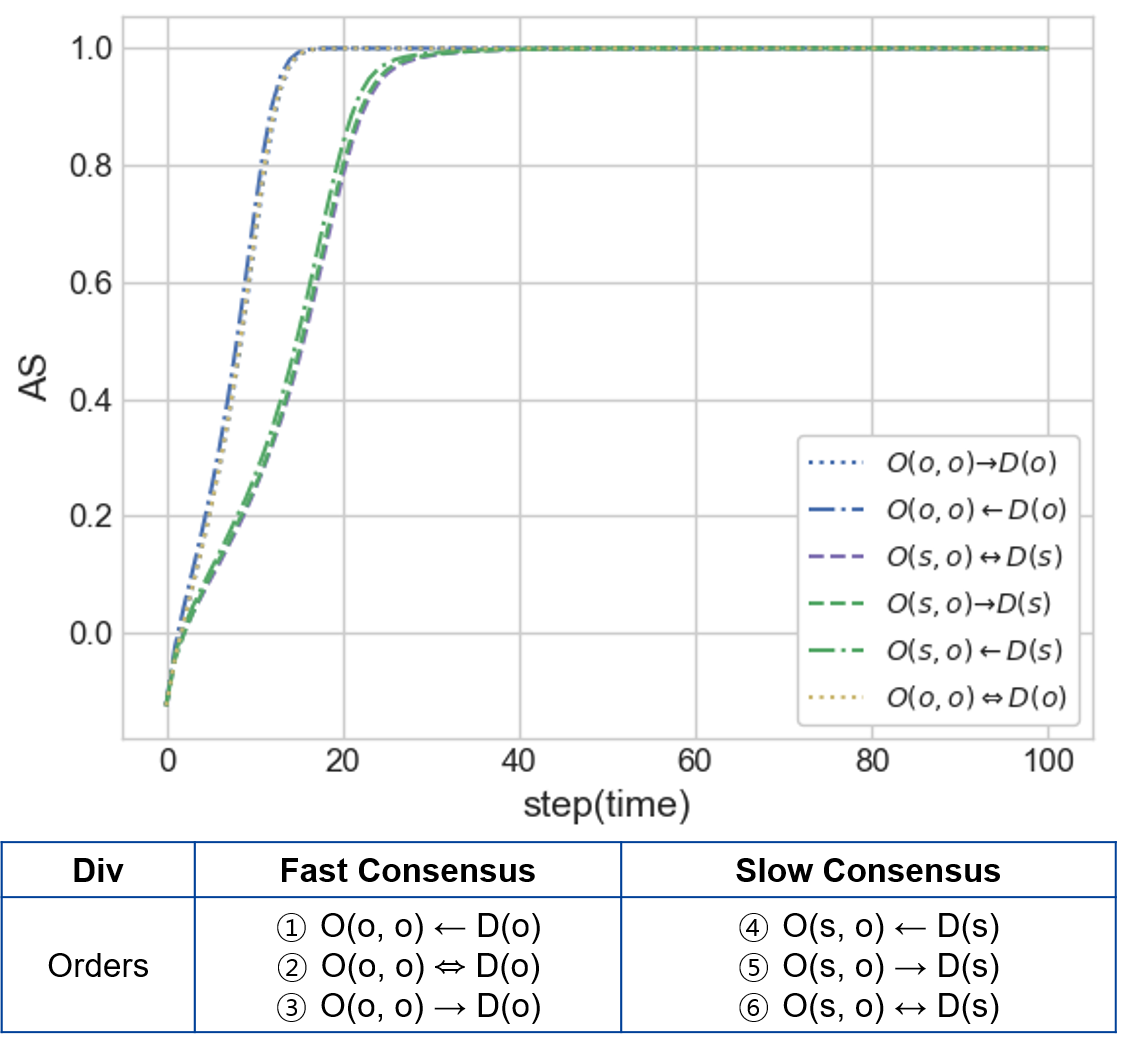 1.0
0.8
0.6
0.4
0.2
0.0
AS
O(o, o)→D(o)
O(o, o)←D(o)
O(s, o)↔D(s)
O(s, o)→D(s)
O(s, o)←D(s)
O(o, o)⇔D(o)
0 20 40 60 80 100
step(time)
Div Fast Consensus Slow Consensus
Orders
① O(o, o) ← D(o)
② O(o, o) ⇔ D(o)
③ O(o, o) → D(o)
④ O(s, o) ← D(s)
⑤ O(s, o) → D(s)
⑥ O(s, o) ↔ D(s)